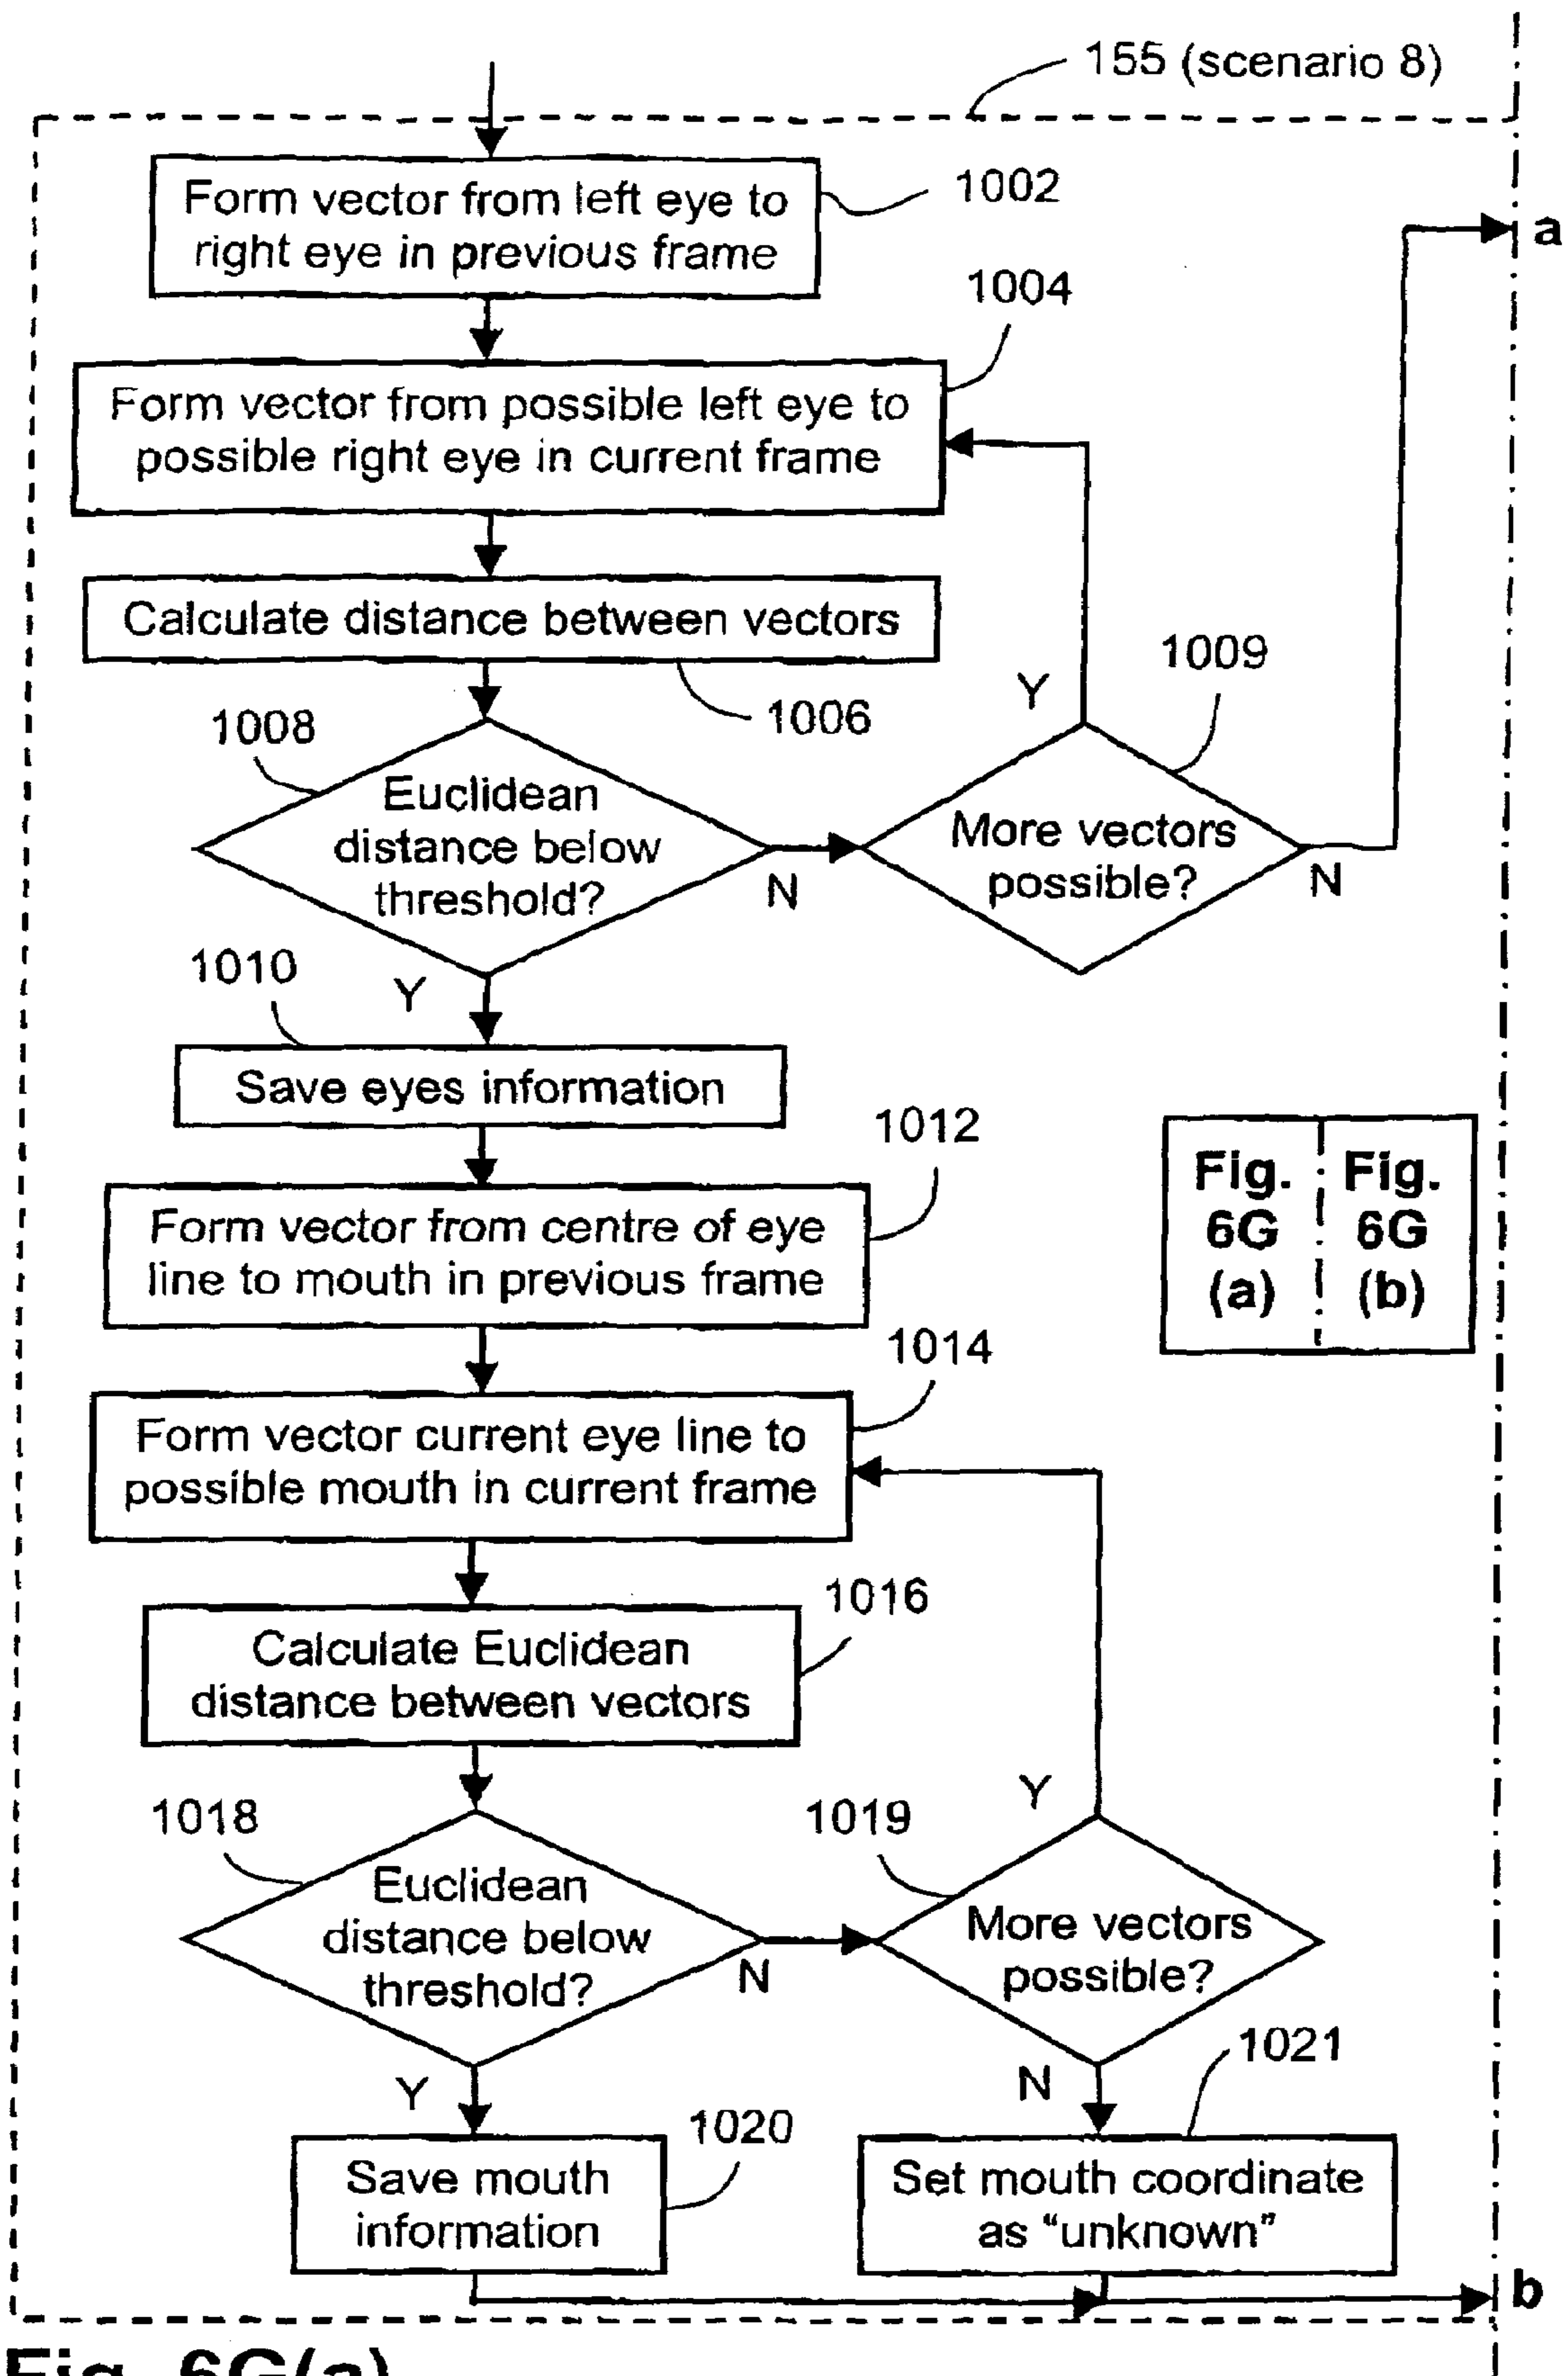 155 (scenario 8)
Form vector from left eye to
right eye in previous frame
1002
a
1004
Form vector from possible left eye to
possible right eye in current frame
Calculate distance between vectors
1006
1008
Euclidean
distance below
threshold?
N
Y
1009
More vectors
possible?
Y
N
1010
Save eyes information
1012
Form vector from centre of eye
line to mouth in previous frame
Fig.
6G
(a)
Fig.
6G
(b)
1014
Form vector current eye line to
possible mouth in current frame
1016
Calculate Euclidean
distance between vectors
1018
Euclidean
distance below
threshold?
N
Y
1019
More vectors
possible?
Y
N
1020
Save mouth
information
1021
Set mouth coordinate
as “unknown”
b
Fig. 6G(a)